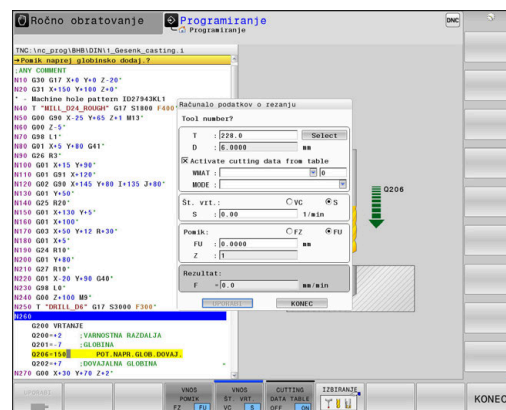 Ročno obratovanje
Programiranje
Programiranje
DNC
TNC:\nc_prog\BHB\DIN\1_Gesenk_casting.i
→Pomik naprej globinsko dodaj.?
;ANY COMMENT
N10 G30 G17 X+0 Y+0 Z-20*
N20 G31 X+150 Y+100 Z+0*
* - Machine hole pattern ID27943KL1
N40 T "MILL_D24_ROUGH" G17 S1800 F400*
N50 G00 G90 X-25 Y+65 Z+1 M13*
N60 G00 Z-5*
N70 G98 L1*
N80 G01 X+5 Y+80 G41*
N90 G26 R3*
N100 G01 X+15 Y+90*
N110 G01 G91 X+120*
N120 G02 G90 X+145 Y+80 I+135 J+80*
N130 G01 Y+50*
N140 G25 R20*
N150 G01 X+130 Y+5*
N160 G01 X+100*
N170 G03 X+50 Y+12 R+30*
N180 G01 X+5*
N190 G24 R10*
N200 G01 Y+80*
N210 G27 R10*
N220 G01 X-20 Y+90 G40*
N230 G98 L0*
N240 G00 Z+100 M9*
N250 T "DRILL_D6" G17 S3000 F300*
N260
G200 VRTANJE
Q200=+2 ;VARNOSTNA RAZDALJA
Q201=-7 ;GLOBINA
Q206=150 POT.NAPR.GLOB.DOVAJ.
Q202=+7 ;DOVAJALNA GLOBINA
N270 G00 X+30 Y+70 Z+2*
Računalo podatkov o rezanju
Tool number?
T : 228.0 Select
D : 6.0000 mm
Activate cutting data from table
WMAT : 0
MODE :
Št. vrt.: VC S
S : 0.00 1/min
Pomik: FZ FU
FU : 0.0000 mm
Z : 1
Rezultat:
F = 0.0 mm/min
KONEC
Q206
VNOS POMIK FZ FU
VNOS ŠT. VRT VC S
CUTTING DATA TABLE OFF ON
IZBIRANJE
KONEC